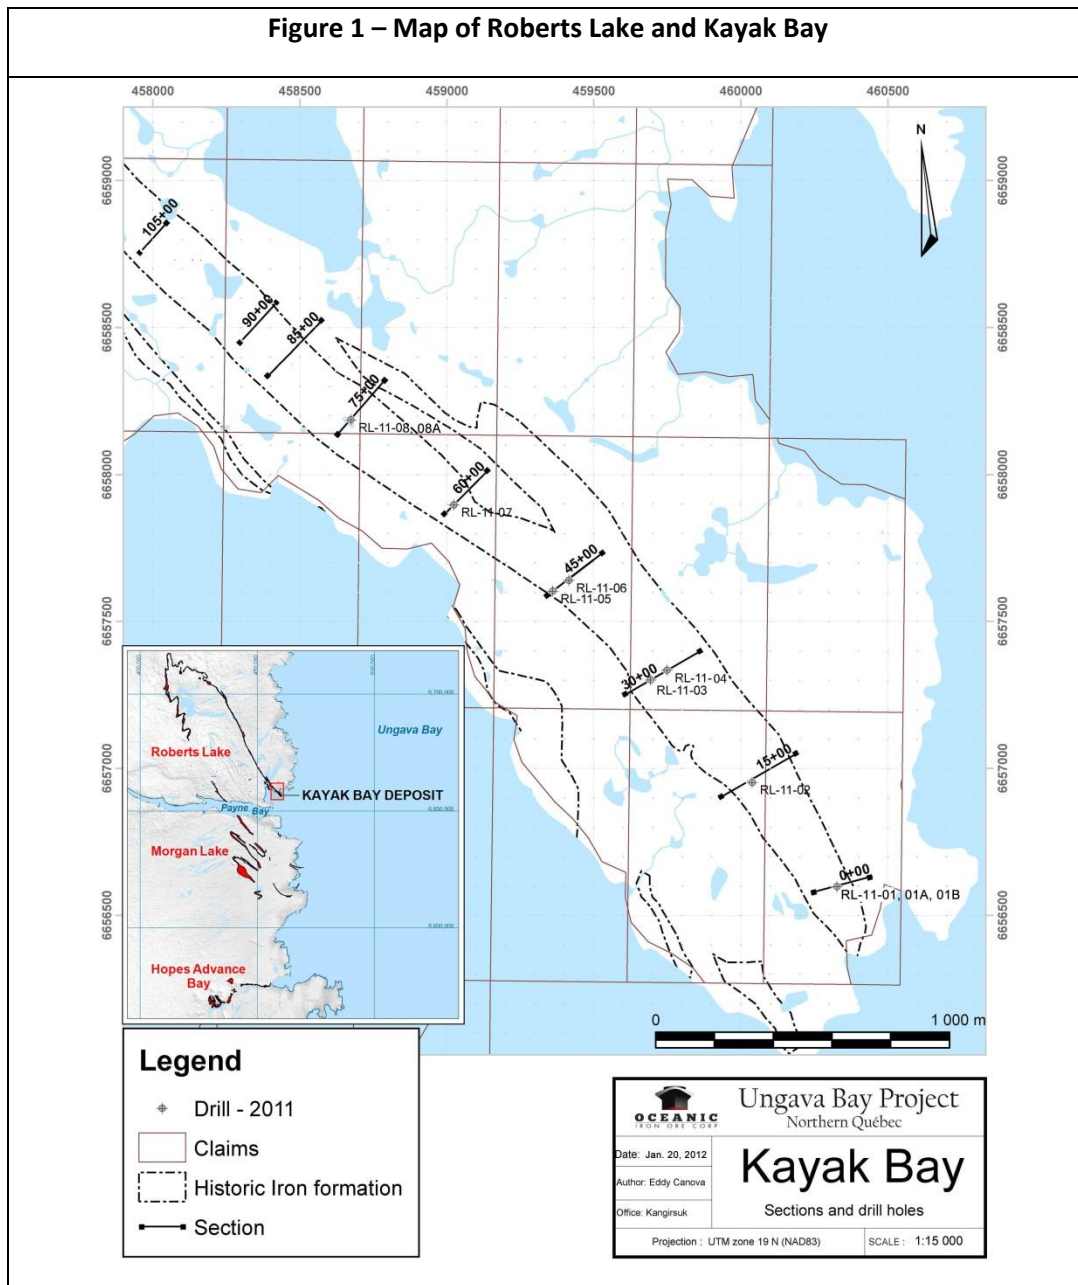 Figure 1 – Map of Roberts Lake and Kayak Bay
458000 458500 459000 459500 460000 460500
N
6659000 6659000
105+00
90+00
85+00
6658500 6658500
75+00
RL-11-08, 08A
60+00
6658000 6658000
RL-11-07
45+00
RL-11-06
RL-11-05
6657500 6657500
30+00
RL-11-04
RL-11-03
6657000 6657000
15+00
RL-11-02
0+00
RL-11-01, 01A, 01B
6656500 6656500
Ungava Bay
Roberts Lake
KAYAK BAY DEPOSIT
Payne Bay
Morgan Lake
Hopes Advance
Bay
0 1 000 m
Legend
Drill - 2011
Claims
Historic Iron formation
Section
OCEANIC
IRON ORE CORP
Ungava Bay Project
Northern Québec
Date: Jan. 20, 2012
Author: Eddy Canova
Office: Kangirsuk
Kayak Bay
Sections and drill holes
Projection : UTM zone 19 N (NAD83)
SCALE : 1:15 000